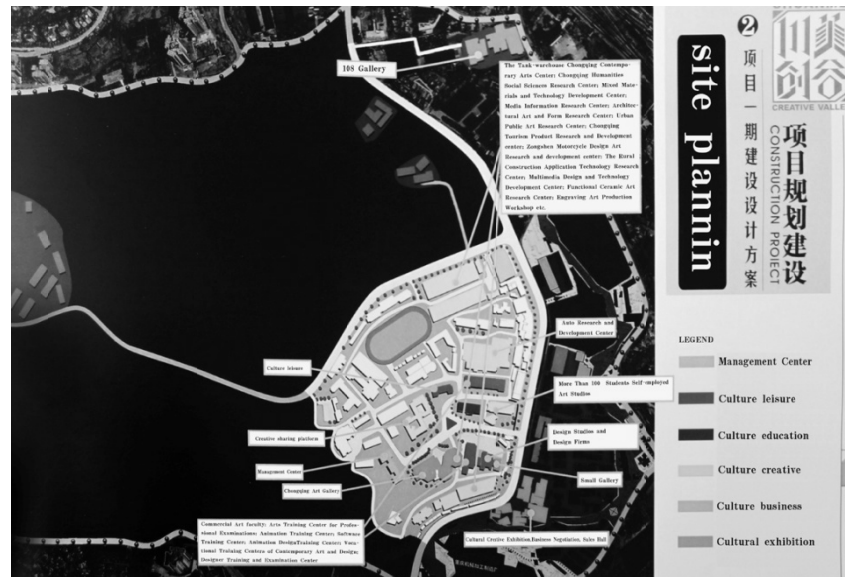 108 Gallery
The Tank-warehouse Chongqing Contempo-
rary Arts Center; Chongqing Humanities
Social Sciences Research Center; Mixed Mate-
rials and Technology Development Center;
Media Information Research Center; Architec-
tural Art and Form Research Center; Urban
Public Art Research Center; Chongqing
Tourism Product Research and Development
center; Zongshen Motorcycle Design Art
Research and development center; The Rural
Construction Application Technology Research
Center; Multimedia Design and Technology
Development Center; Functional Ceramic Art
Research Center; Engraving Art Production
Workshop etc.
Auto Research and
Development Center
Culture leisure
More Than 100 Students Self-employed
Art Studios
Creative sharing platform
Design Studios and
Design Firms
Management Center
Small Gallery
Chongqing Art Gallery
Commercial Art faculty: Arts Training Center for Profes-
sional Examinations; Animation Training Center; Software
Training Center; Animation DesignTraining Center; Voca-
tional Training Centers of Contemporary Art and Design;
Designer Training and Examination Center
Cultural Creative Exhibition,Business Negotiation, Sales Hall
site plannin
2
项目一期建设设计方案
川美
创谷
CREATIVE VALLEY
项目规划建设
CONSTRUCTION PROJECT
LEGEND
Management Center
Culture leisure
Culture education
Culture creative
Culture business
Cultural exhibition